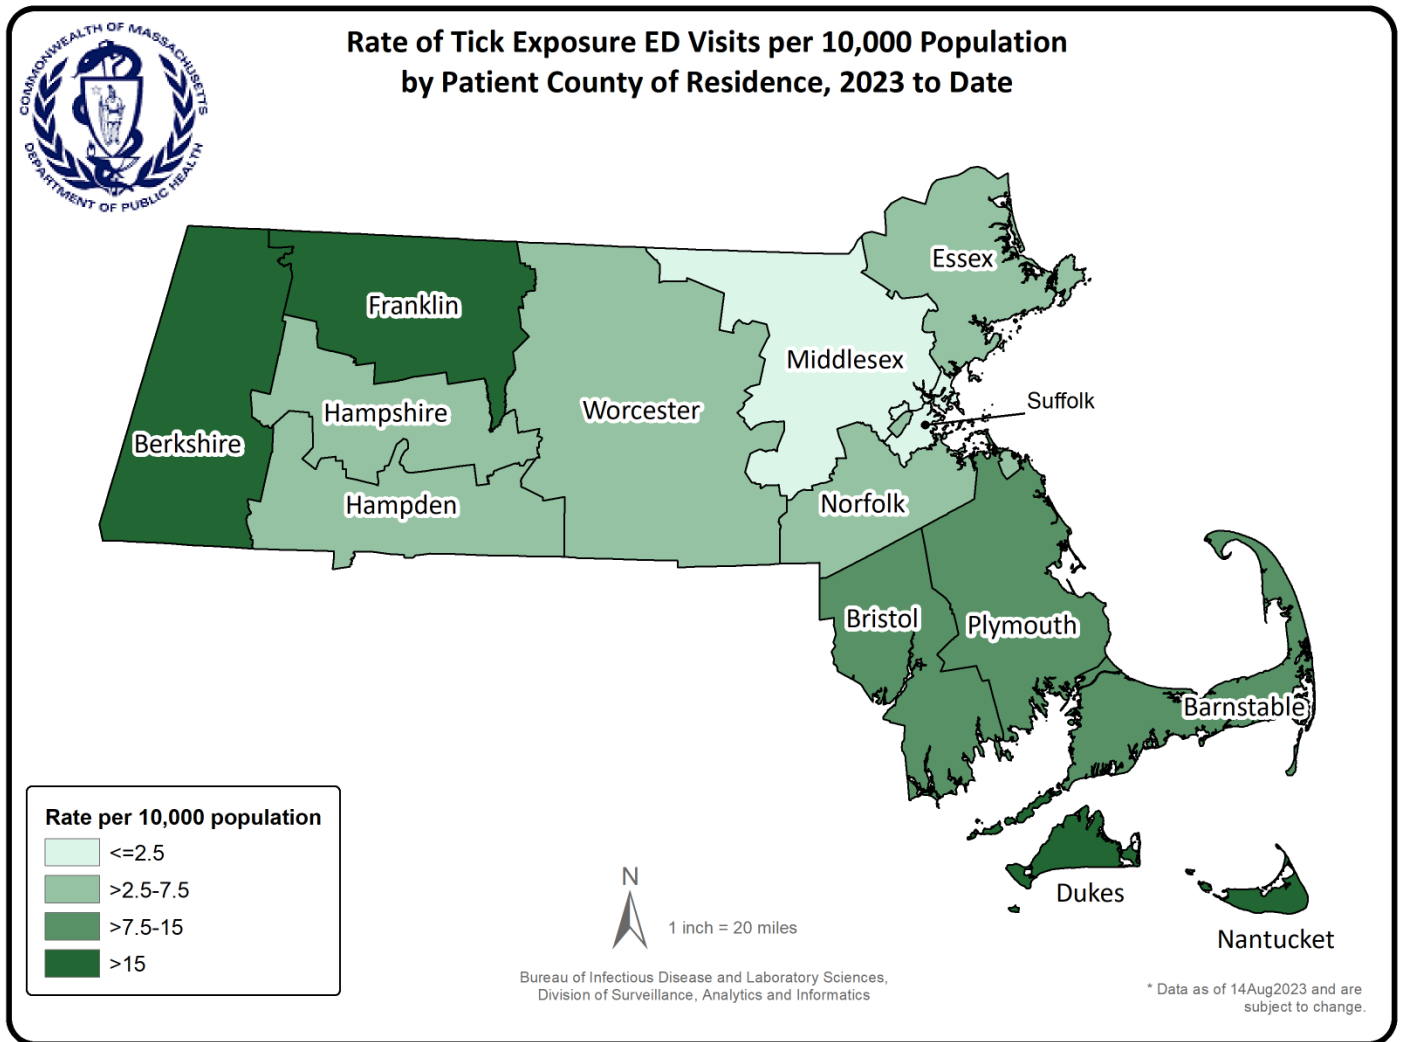 COMMONWEALTH OF MASSACHUSETTS
DEPARTMENT OF PUBLIC HEALTH
Rate of Tick Exposure ED Visits per 10,000 Population
by Patient County of Residence, 2023 to Date
Essex
Franklin
Middlesex
Suffolk
Hampshire
Worcester
Berkshire
Hampden
Norfolk
Bristol
Plymouth
Barnstable
Dukes
Nantucket
Rate per 10,000 population
<=2.5
>2.5-7.5
>7.5-15
>15
N
1 inch = 20 miles
Bureau of Infectious Disease and Laboratory Sciences,
Division of Surveillance, Analytics and Informatics
* Data as of 14Aug2023 and are
subject to change.